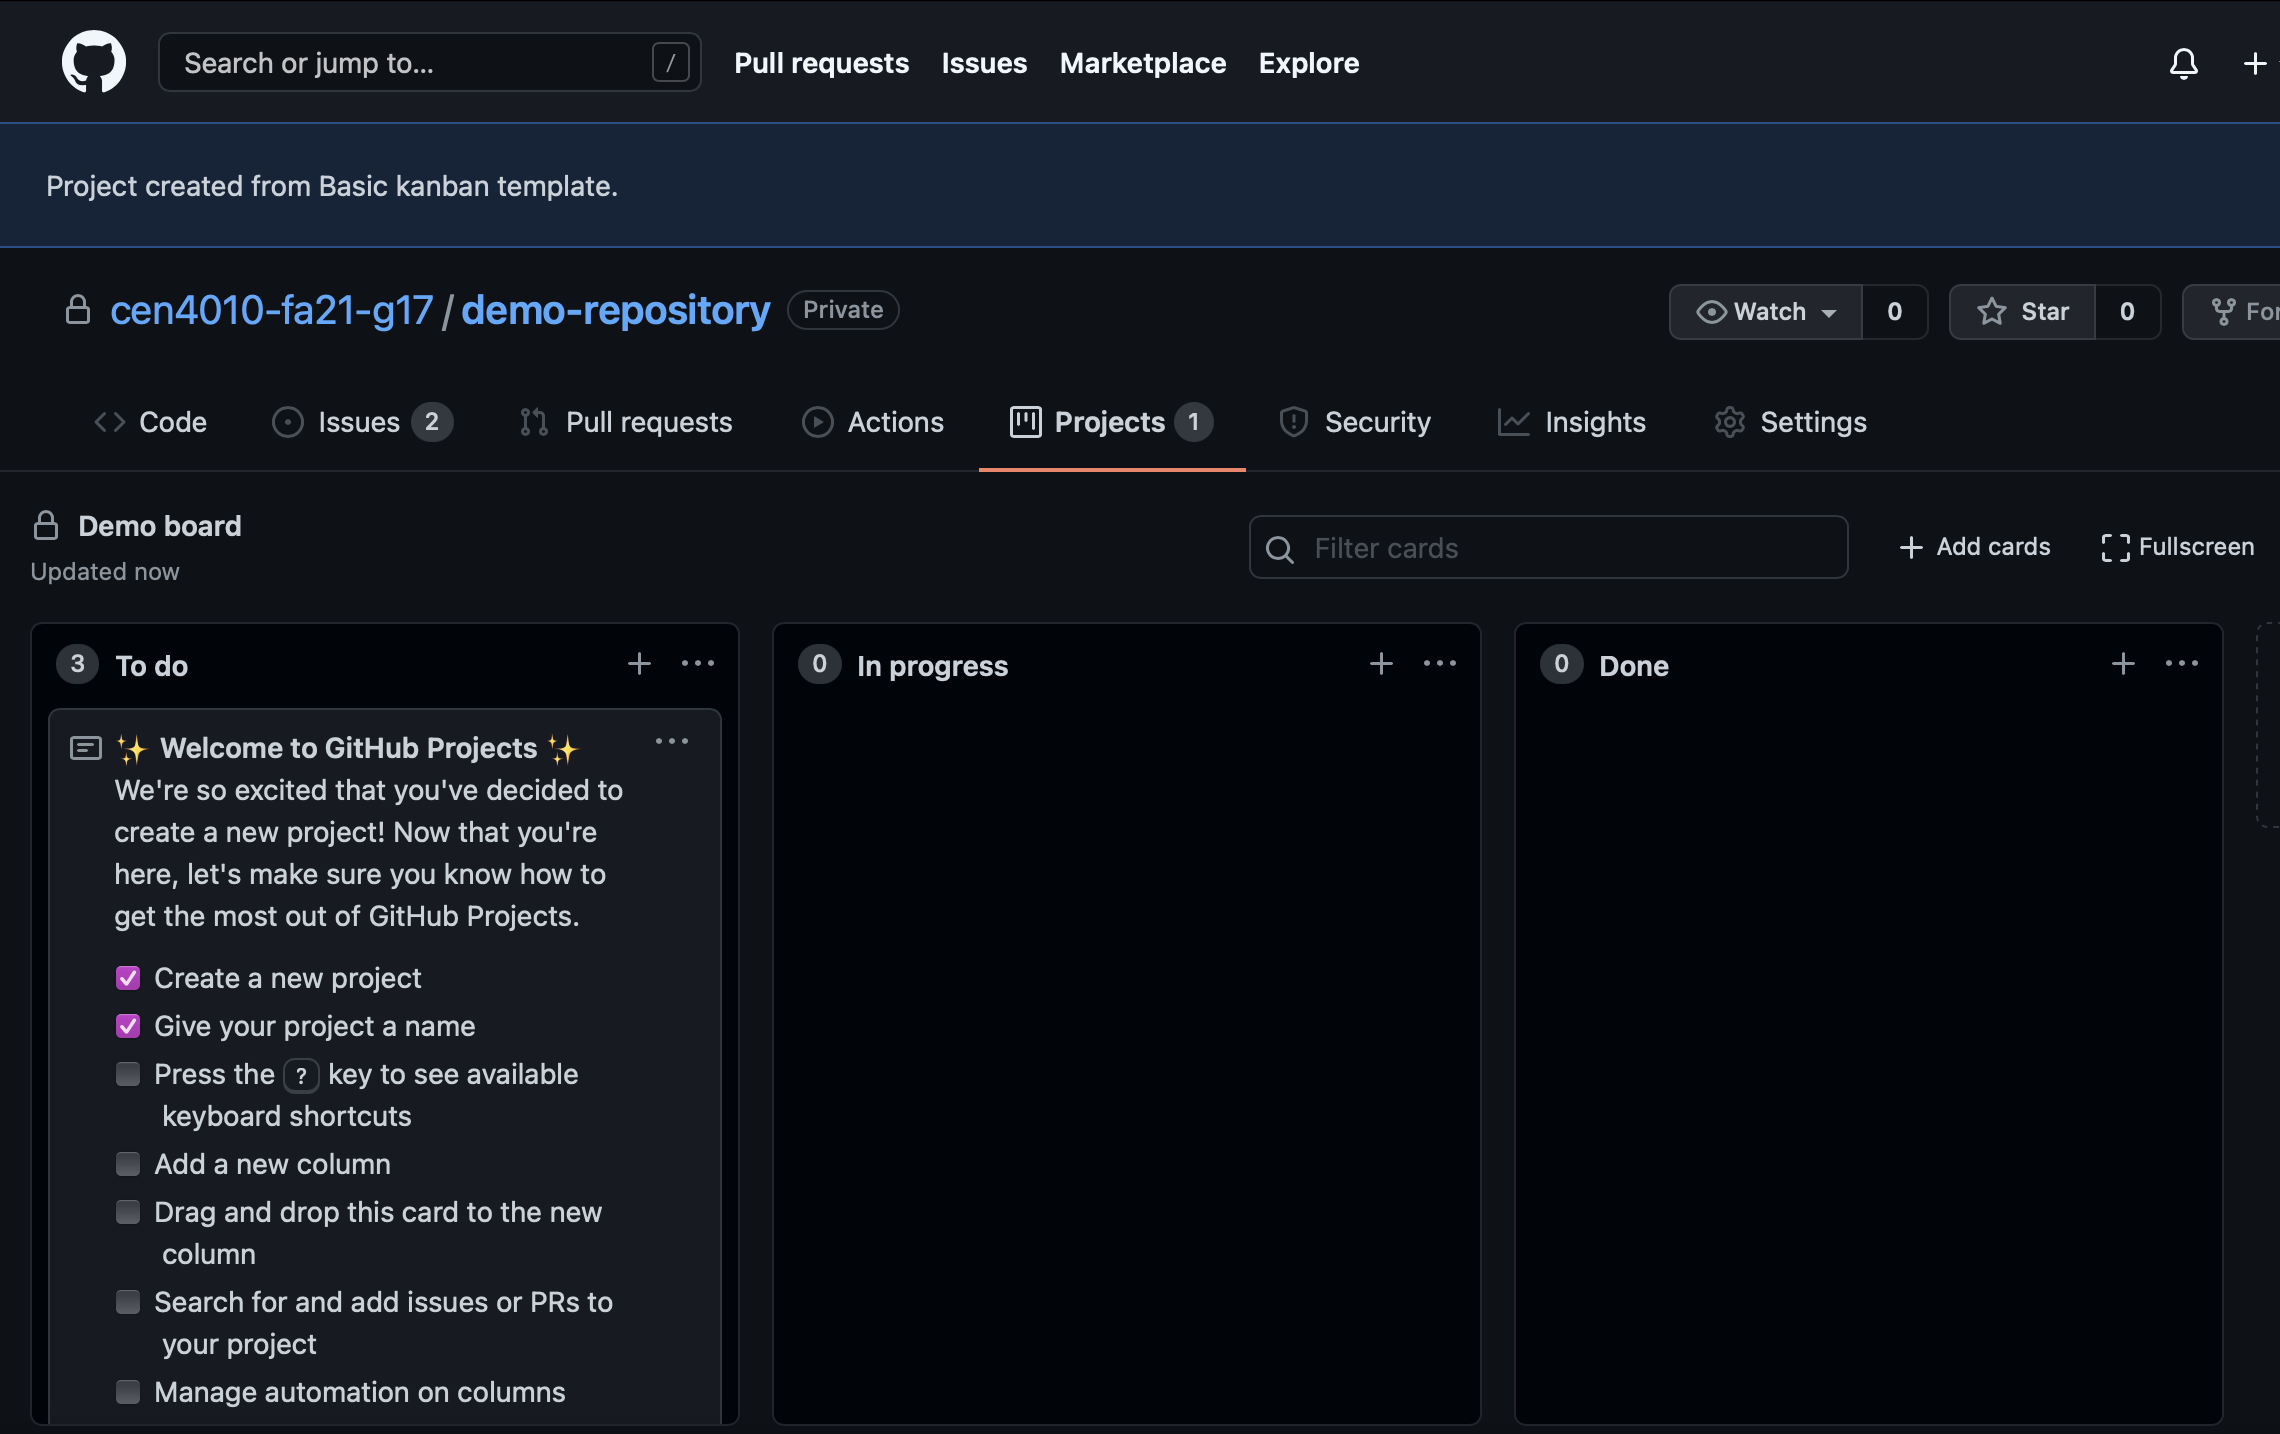 Search or jump to... /
Pull requests Issues Marketplace Explore
Project created from Basic kanban template.
cen4010-fa21-g17 / demo-repository Private
Watch 0 Star 0
Code Issues 2 Pull requests Actions Projects 1 Security Insights Settings
Demo board
Updated now
Filter cards
+ Add cards
Fullscreen
3 To do
✨ Welcome to GitHub Projects ✨
We're so excited that you've decided to
create a new project! Now that you're
here, let's make sure you know how to
get the most out of GitHub Projects.
Create a new project
Give your project a name
Press the ? key to see available
keyboard shortcuts
Add a new column
Drag and drop this card to the new
column
Search for and add issues or PRs to
your project
Manage automation on columns
0 In progress
0 Done